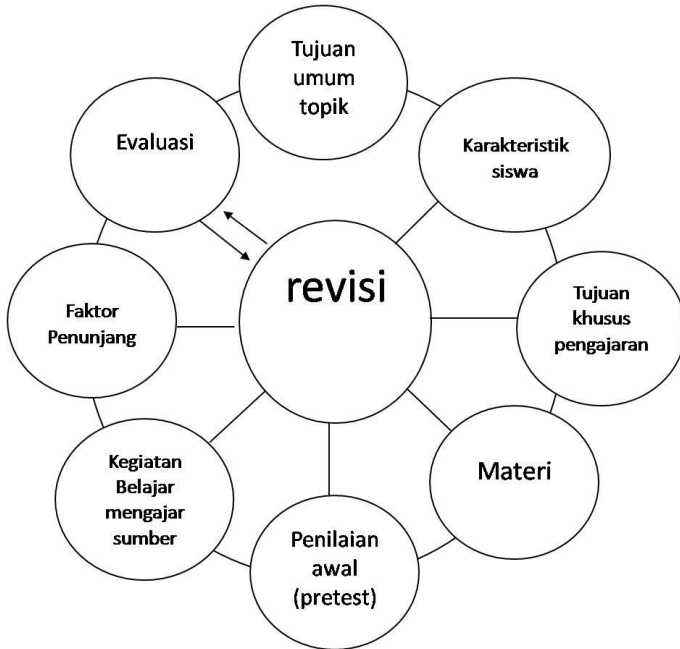 Tujuan
umum
topik
Karakteristik
siswa
Tujuan
khusus
pengajaran
Materi
Penilaian
awal
(pretest)
Kegiatan
Belajar
mengajar
sumber
Faktor
Penunjang
Evaluasi
revisi